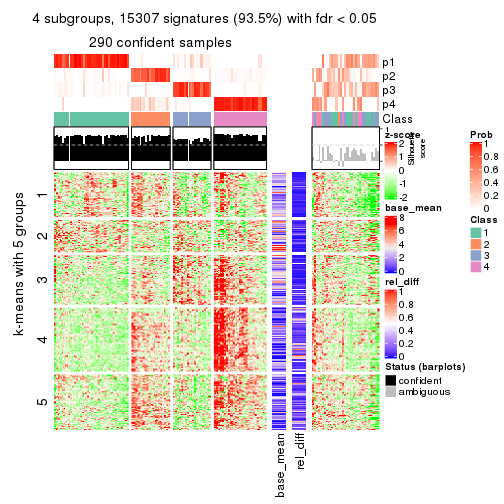 4 subgroups, 15307 signatures (93.5%) with fdr < 0.05
290 confident samples
p1
p2
p3
p4
Class
1
Silhouette
score
k-means with 5 groups
1
2
3
4
5
base_mean
rel_diff
z-score
2
1
0
-1
-2
base_mean
8
6
4
2
0
rel_diff
1
0.8
0.6
0.4
0.2
0
Status (barplots)
confident
ambiguous
Prob
1
0.8
0.6
0.4
0.2
0
Class
1
2
3
4